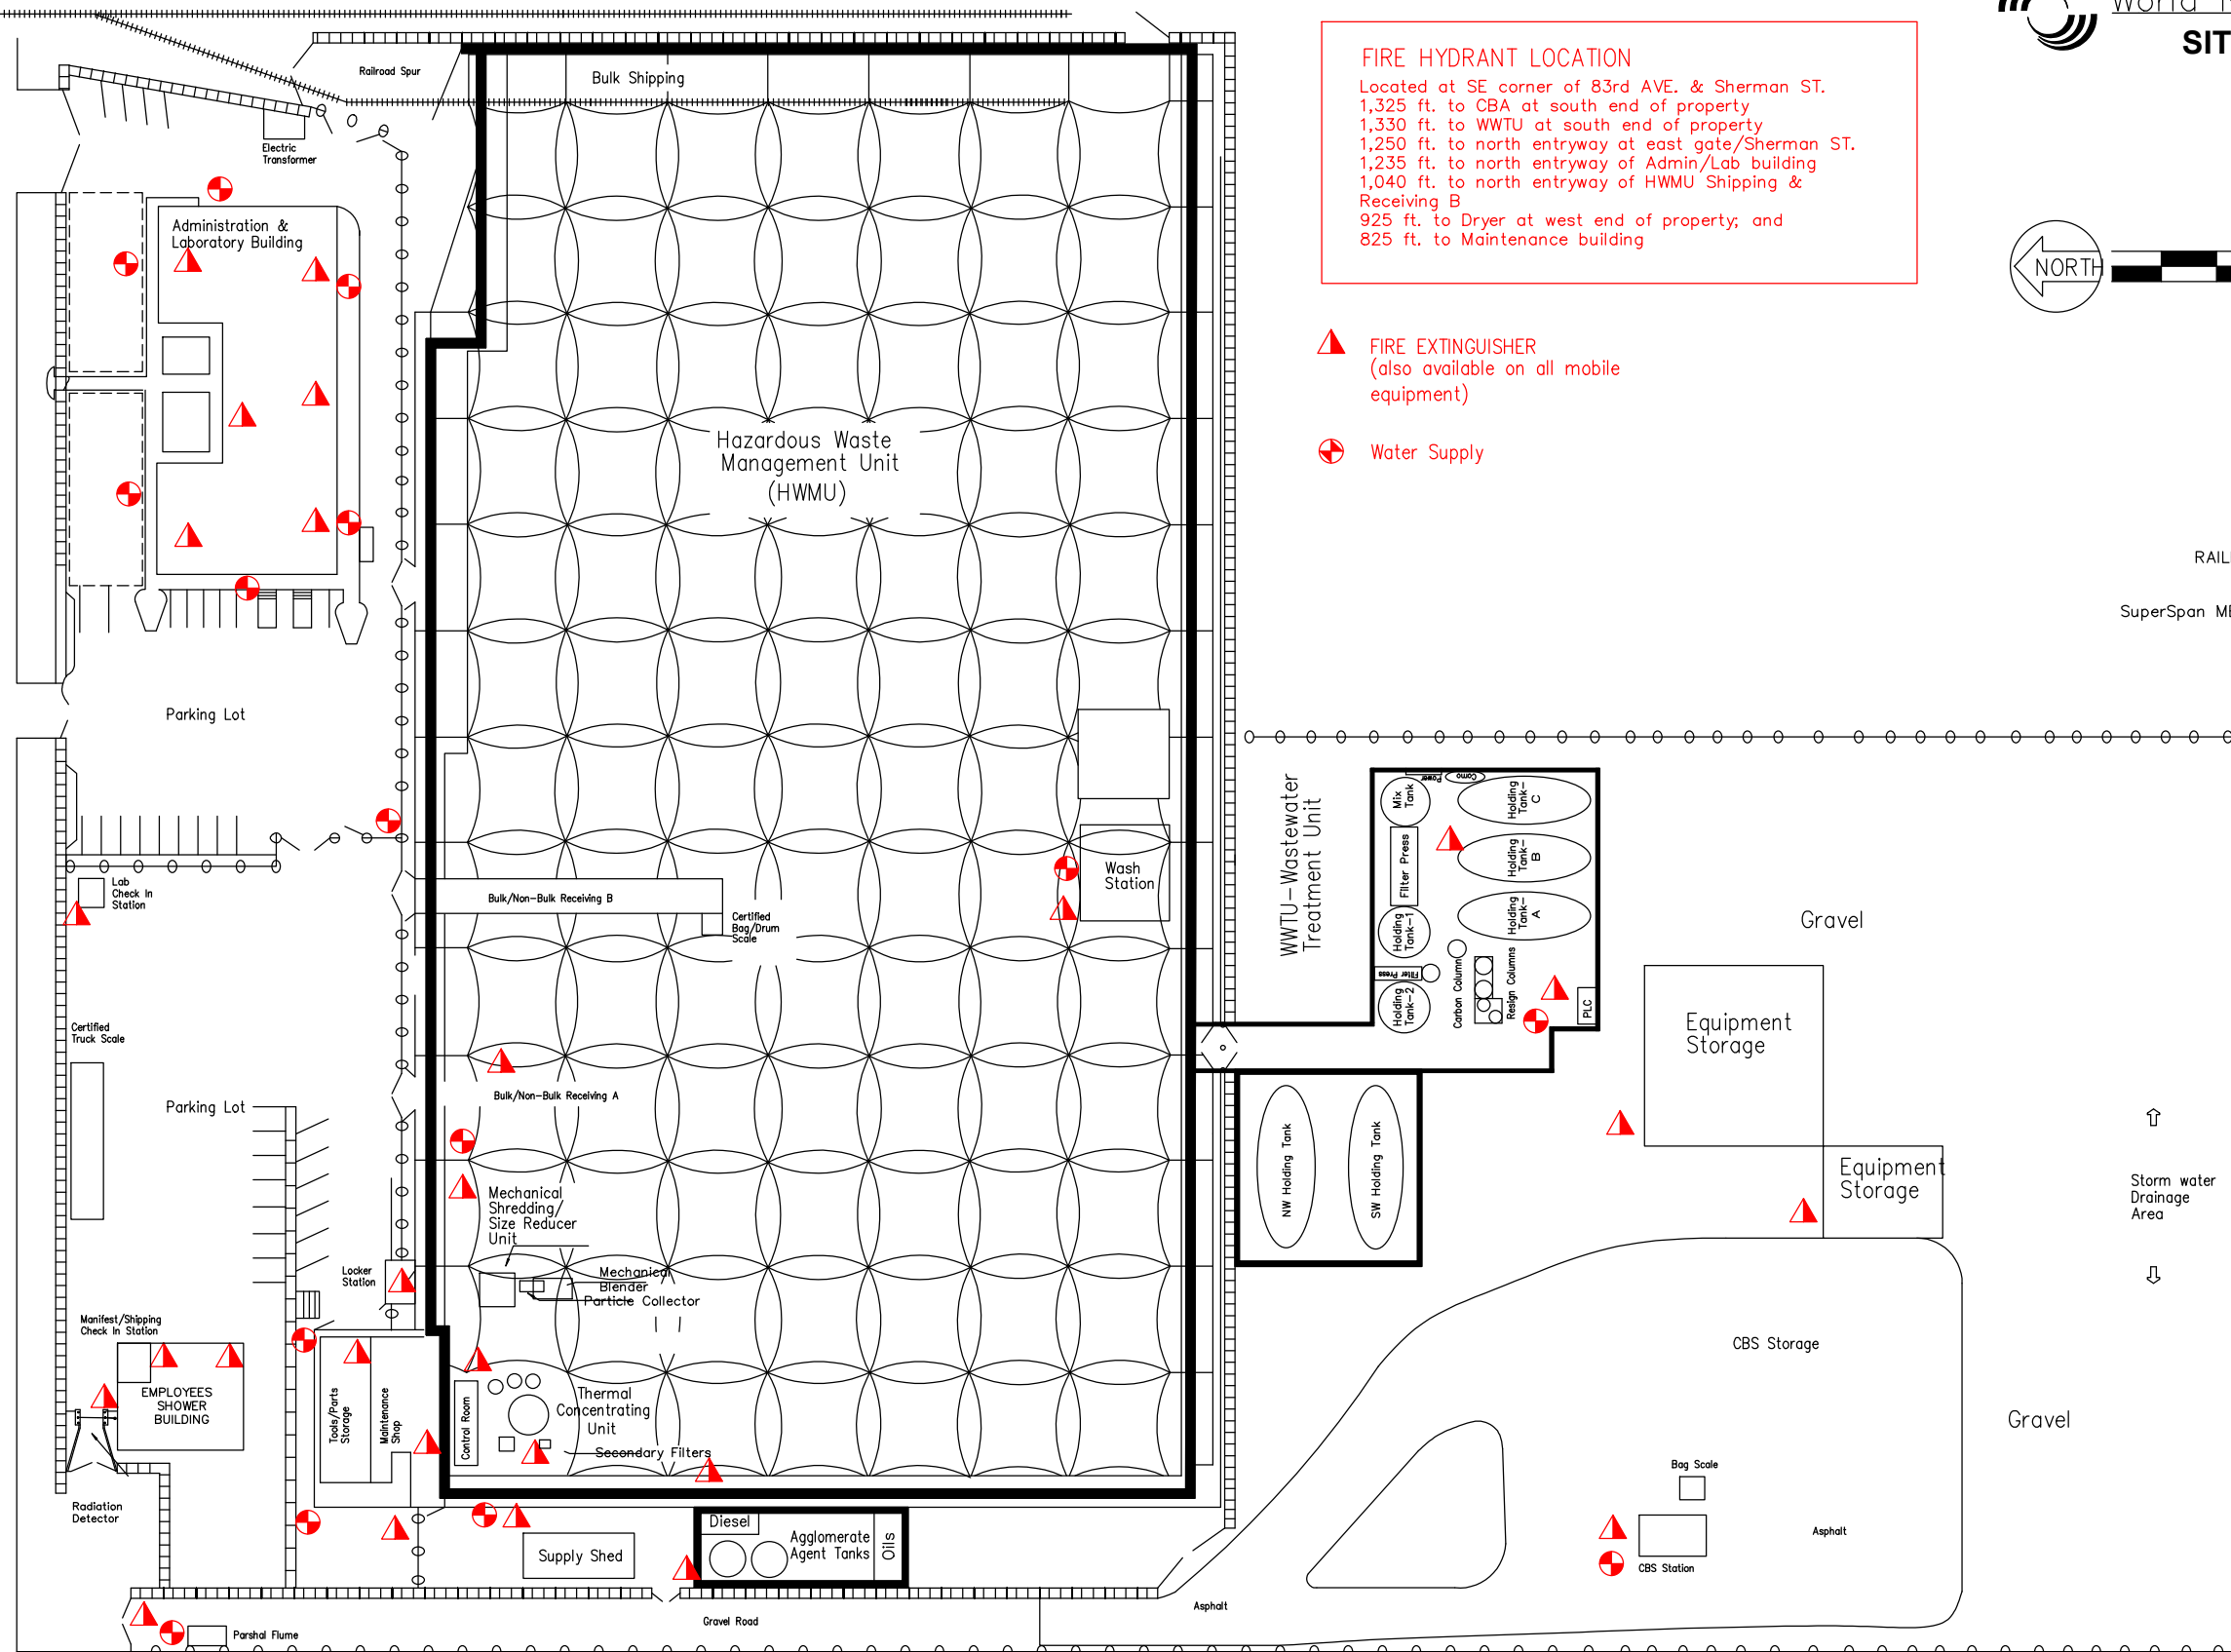 World
SIT
Railroad Spur
Bulk Shipping
FIRE HYDRANT LOCATION
Located at SE corner of 83rd AVE. & Sherman ST.
1,325 ft. to CBA at south end of property
1,330 ft. to WWTU at south end of property
1,250 ft. to north entryway at east gate/Sherman ST.
1,235 ft. to north entryway of Admin/Lab building
1,040 ft. to north entryway of HWMU Shipping &
Receiving B
925 ft. to Dryer at west end of property; and
825 ft. to Maintenance building
Electric
Transformer
Administration &
Laboratory Building
NORTH
FIRE EXTINGUISHER
(also available on all mobile
equipment)
Water Supply
Hazardous Waste
Management Unit
(HWMU)
RAIL
SuperSpan
Parking Lot
WWTU-Wastewater
Treatment Unit
Mix
Tank
Power
Como
Holding
Tank-
C
Filter Press
Holding
Tank-
B
Holding
Tank-
A
Holding
Tank-1
Filter Press
Holding
Tank-2
Carbon Column
Resign Columns
PLC
Wash
Station
Lab
Check In
Station
Bulk/Non-Bulk Receiving B
Certified
Bag/Drum
Scale
Gravel
Certified
Truck Scale
Equipment
Storage
Parking Lot
Bulk/Non-Bulk Receiving A
NW Holding Tank
SW Holding Tank
Equipment
Storage
Storm water
Drainage
Area
Mechanical
Shredding/
Size Reducer
Unit
Locker
Station
Mechanical
Blender
Particle Collector
Manifest/Shipping
Check In Station
CBS Storage
EMPLOYEES
SHOWER
BUILDING
Tools/Parts
Storage
Maintenance
Shop
Control Room
Thermal
Concentrating
Unit
Secondary Filters
Gravel
Bag Scale
Radiation
Detector
Diesel
Agglomerate
Agent Tanks
Oils
Supply Shed
Asphalt
CBS Station
Asphalt
Gravel Road
Parshal Flume